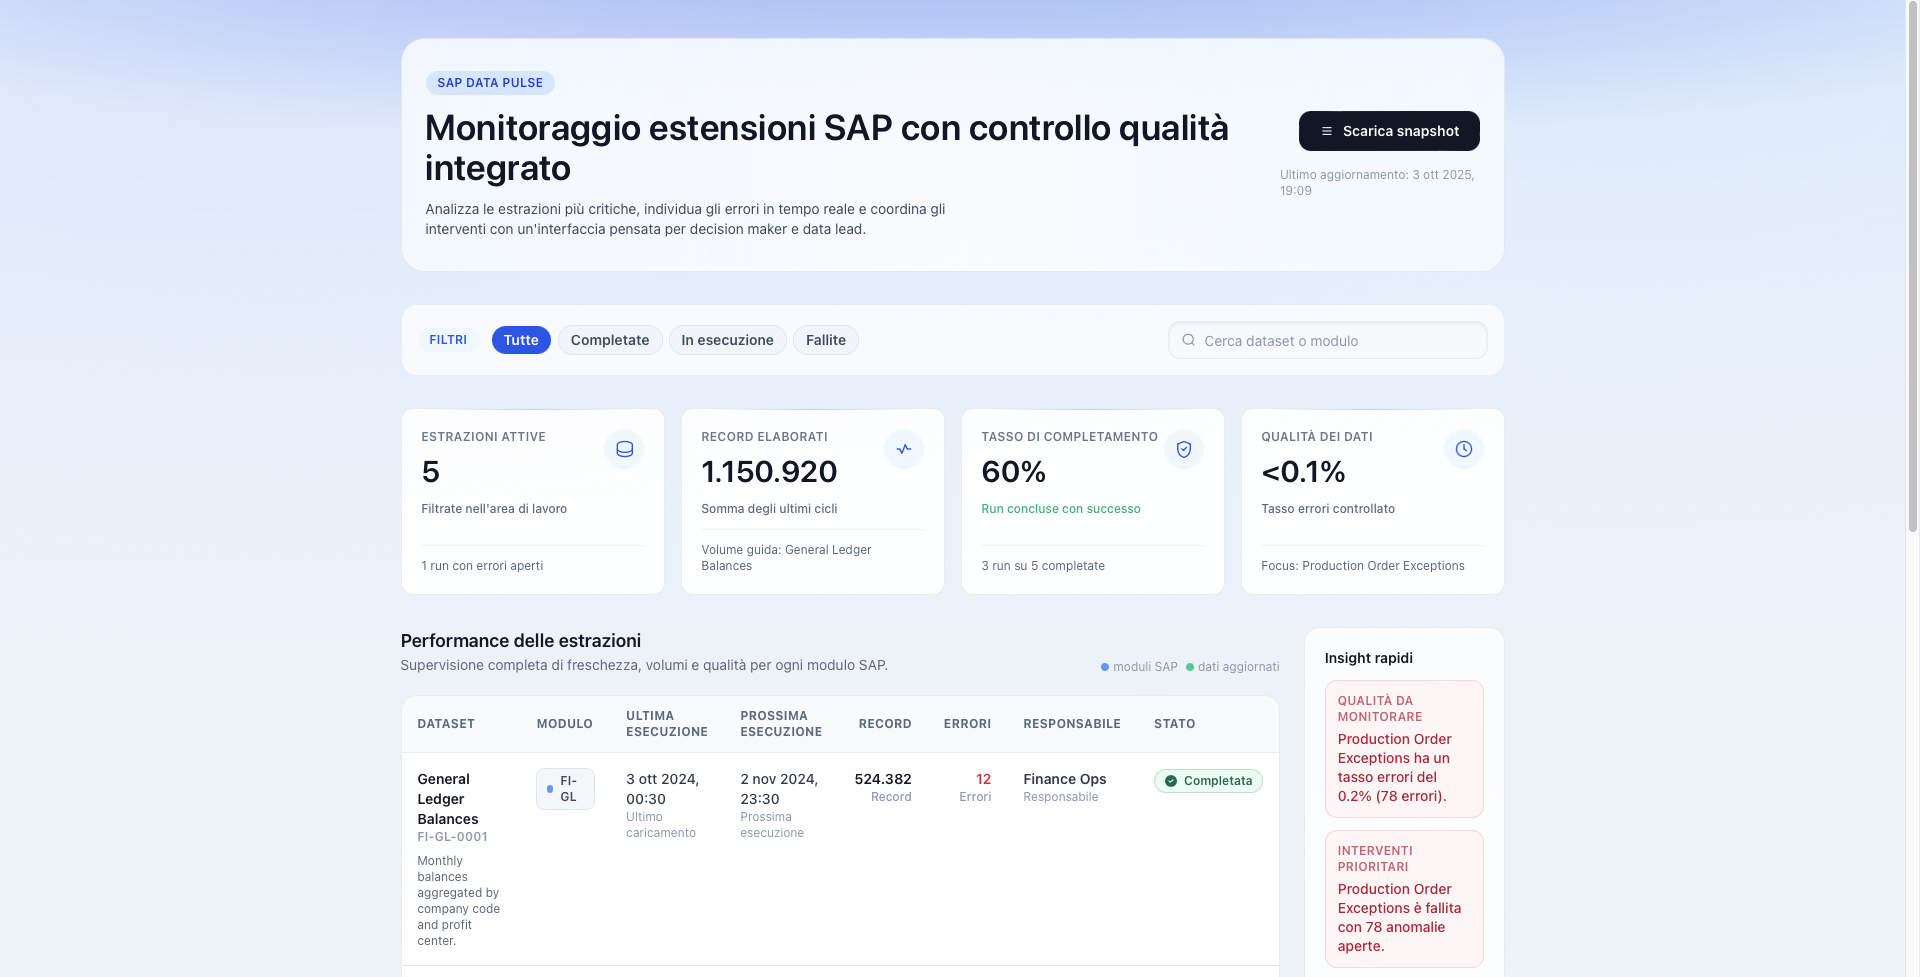 SAP DATA PULSE
Monitoraggio estensioni SAP con controllo qualità
integrato
Analizza le estrazioni più critiche, individua gli errori in tempo reale e coordina gli
interventi con un'interfaccia pensata per decision maker e data lead.
Scarica snapshot
Ultimo aggiornamento: 3 ott 2025,
19:09
FILTRI Tutte Completate In esecuzione Fallite
Cerca dataset o modulo
ESTRAZIONI ATTIVE
5
Filtrate nell'area di lavoro
1 run con errori aperti
RECORD ELABORATI
1.150.920
Somma degli ultimi cicli
Volume guida: General Ledger
Balances
TASSO DI COMPLETAMENTO
60%
Run concluse con successo
3 run su 5 completate
QUALITÀ DEI DATI
<0.1%
Tasso errori controllato
Focus: Production Order Exceptions
Performance delle estrazioni
Supervisione completa di freschezza, volumi e qualità per ogni modulo SAP.
moduli SAP dati aggiornati
DATASET
MODULO
ULTIMA
ESECUZIONE
PROSSIMA
ESECUZIONE
RECORD
ERRORI
RESPONSABILE
STATO
General
Ledger
Balances
FI-GL-0001
Monthly
balances
aggregated by
company code
and profit
center.
FI-
GL
3 ott 2024,
00:30
Ultimo
caricamento
2 nov 2024,
23:30
Prossima
esecuzione
524.382
Record
12
Errori
Finance Ops
Responsabile
Completata
Insight rapidi
QUALITÀ DA
MONITORARE
Production Order
Exceptions ha un
tasso errori del
0.2% (78 errori).
INTERVENTI
PRIORITARI
Production Order
Exceptions è fallita
con 78 anomalie
aperte.